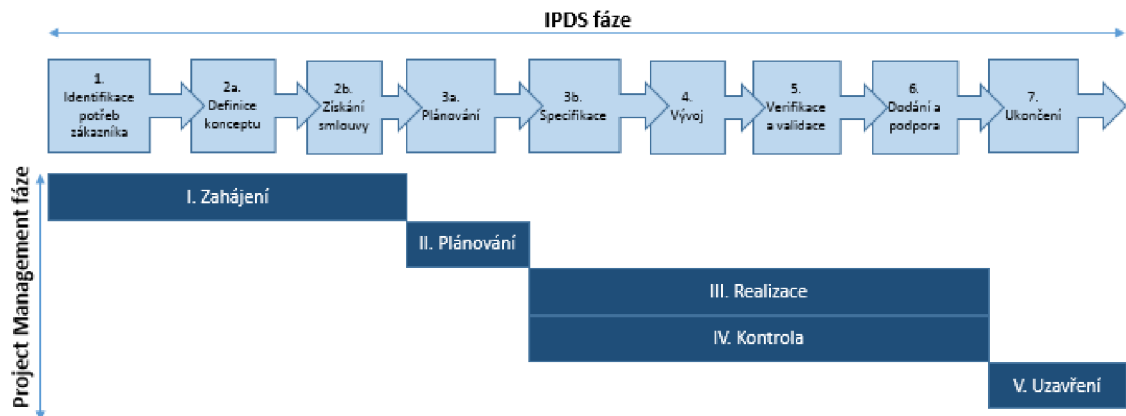 IPDS fáze
1.
Identifikace
potřeb
zákazníka
2a.
Definice
konceptu
2b.
Získání
smlouvy
3a.
Plánování
3b.
Specifikace
4.
Vývoj
5.
Verifikace
a validace
6.
Dodání a
podpora
7.
Ukončení
Project Management fáze
I. Zahájení
II. Plánování
III. Realizace
IV. Kontrola
V. Uzavření